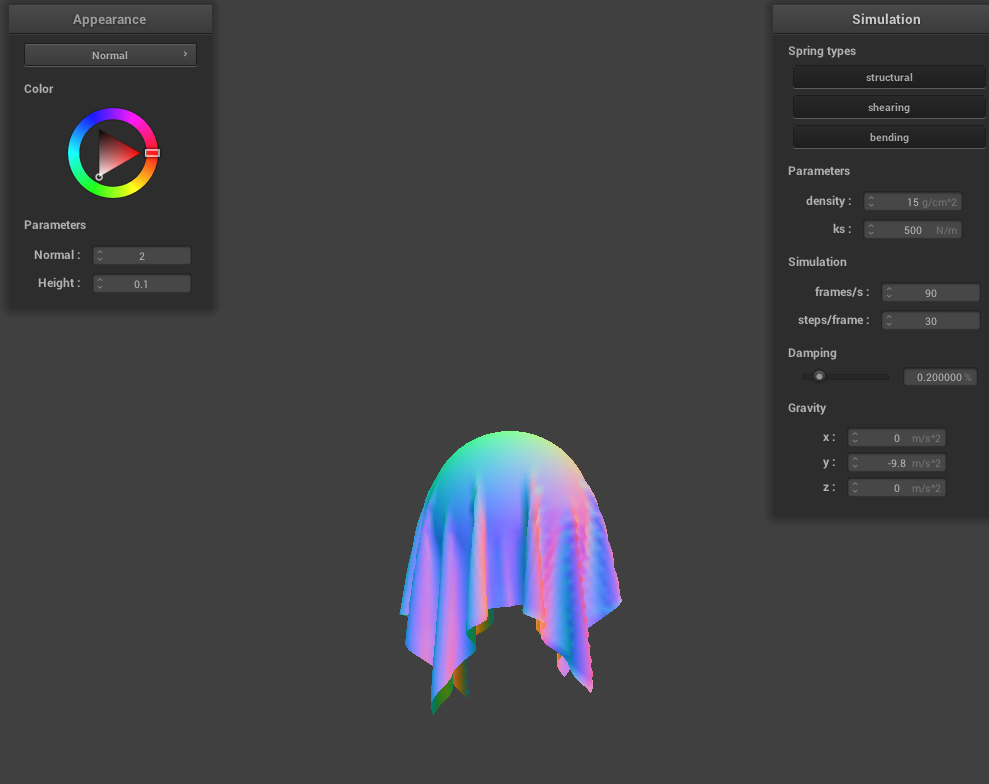 Appearance
Normal
Color
Parameters
Normal :
2
Height :
0.1
Simulation
Spring types
structural
shearing
bending
Parameters
density :
15 g/cm^2
ks :
500 N/m
Simulation
frames/s :
90
steps/frame :
30
Damping
0.200000 %
Gravity
x :
0 m/s^2
y :
-9.8 m/s^2
z :
0 m/s^2